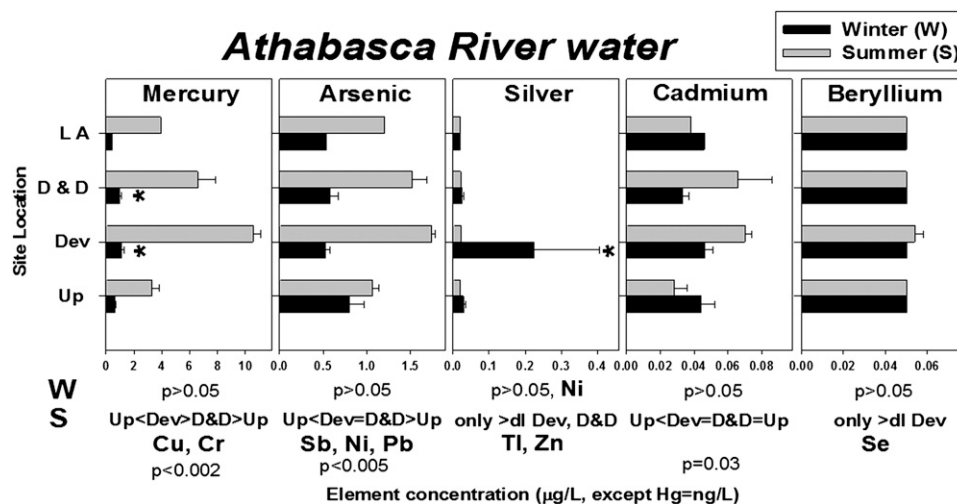 Athabasca River water
Winter (W)
Summer (S)
Mercury Arsenic Silver Cadmium Beryllium
Site Location
L A
D & D
*
Dev
* *
Up
0 2 4 6 8 10 0.0 0.5 1.0 1.5 0.0 0.1 0.2 0.3 0.4 0.00 0.02 0.04 0.06 0.08 0.00 0.02 0.04 0.06
W p>0.05 p>0.05 p>0.05, Ni p>0.05 p>0.05
S Up<Dev>D&D>Up Up<Dev=D&D>Up only >dl Dev, D&D Up<Dev=D&D=Up only >dl Dev
Cu, Cr Sb, Ni, Pb Tl, Zn Se
p<0.002 p<0.005 p=0.03
Element concentration (µg/L, except Hg=ng/L)